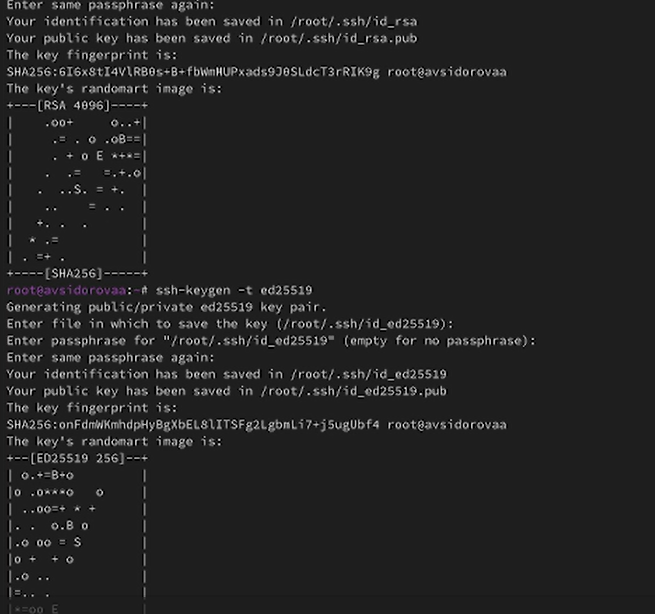 Enter same passphrase again:
Your identification has been saved in /root/.ssh/id_rsa
Your public key has been saved in /root/.ssh/id_rsa.pub
The key fingerprint is:
SHA256:6I6x8tI4VlRB0s+B+fbWmHUPxads9J0SLdcT3rRIK9g root@avsidorovaa
The key's randomart image is:
+---[RSA 4096]----+
|    .oo+     o..+|
|     .= . o .oB==|
|     . + o E *+*=|
|    .  .=   =.+.o|
|   .  ..S. = +.  |
|    ..    = . .  |
|   +. .  .       |
|  * .=           |
| . =+ .          |
+----[SHA256]-----+
root@avsidorovaa:~# ssh-keygen -t ed25519
Generating public/private ed25519 key pair.
Enter file in which to save the key (/root/.ssh/id_ed25519):
Enter passphrase for "/root/.ssh/id_ed25519" (empty for no passphrase):
Enter same passphrase again:
Your identification has been saved in /root/.ssh/id_ed25519
Your public key has been saved in /root/.ssh/id_ed25519.pub
The key fingerprint is:
SHA256:onFdmWKmhdpHyBgXbEL8lITSFg2LgbmLi7+j5ugUbf4 root@avsidorovaa
The key's randomart image is:
+--[ED25519 256]--+
| o.+=B+o         |
|o .o***o   o     |
| ..oo=+ * +      |
|. .  o.B o       |
|.o oo = S        |
|o +  + o         |
|.o ..            |
|=.. .            |
|*=oo E